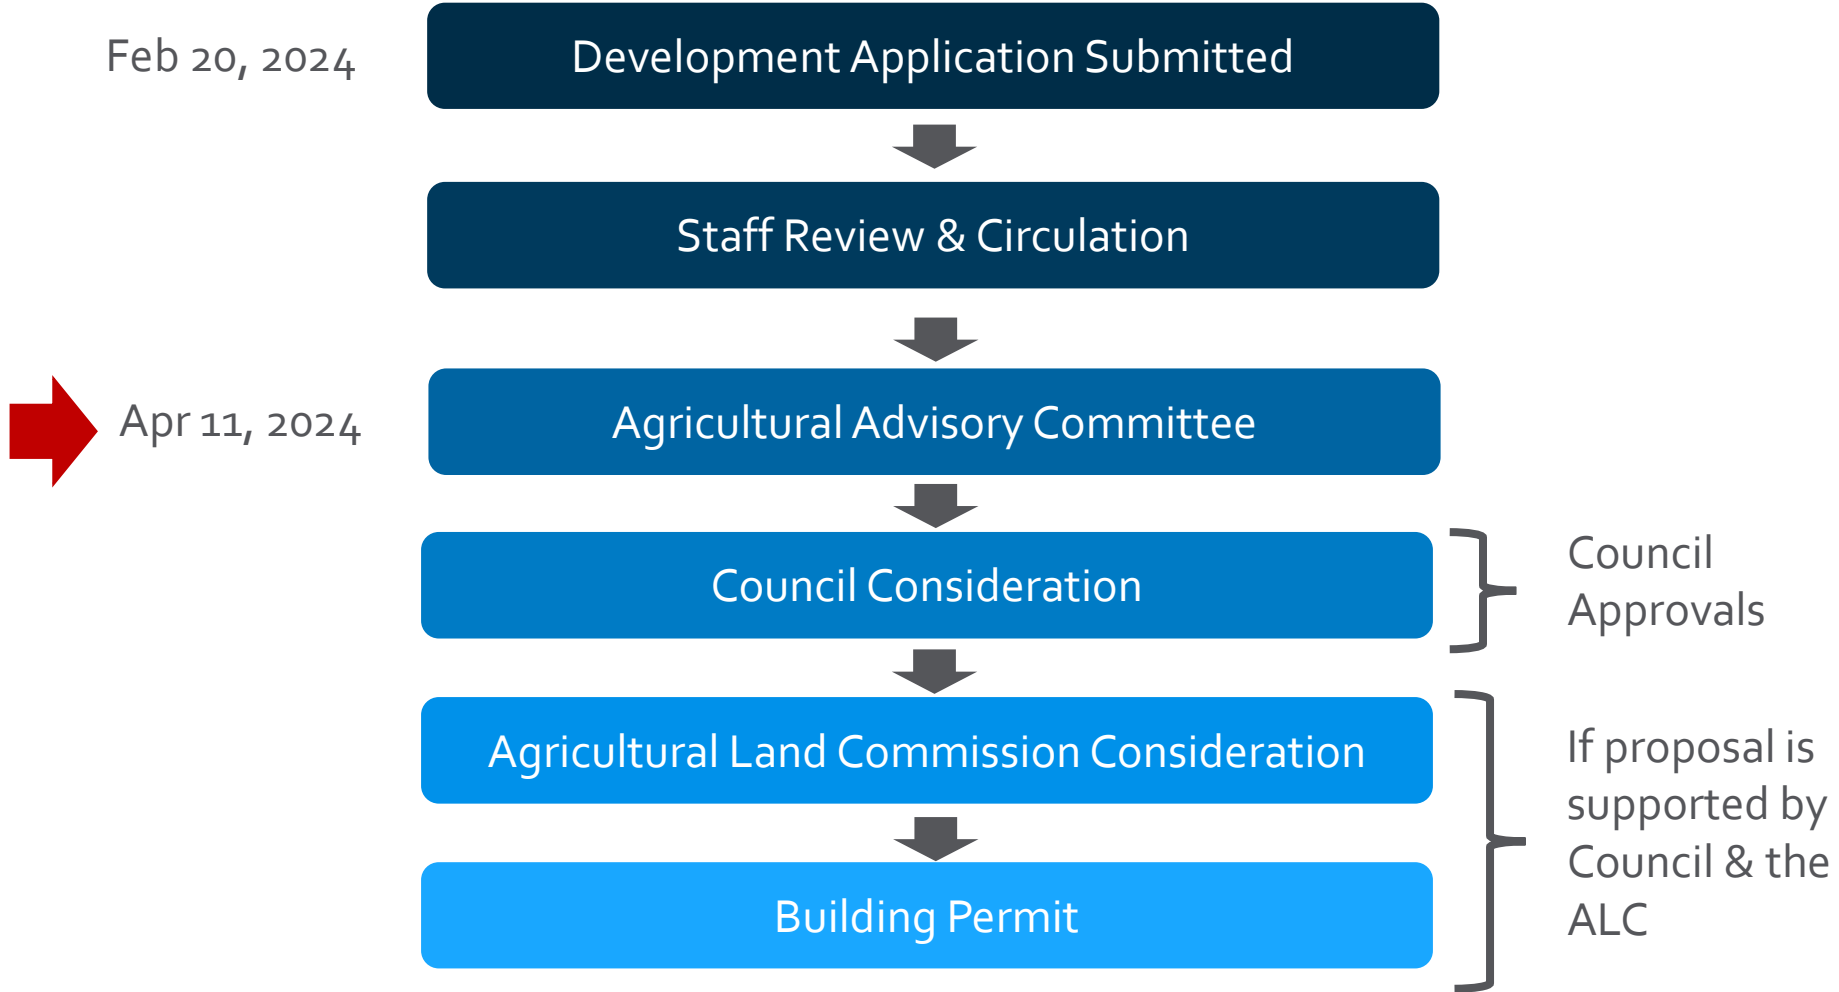 Feb 20, 2024
Development Application Submitted
Staff Review & Circulation
Apr 11, 2024
Agricultural Advisory Committee
Council Consideration
Council
Approvals
Agricultural Land Commission Consideration
If proposal is
supported by
Council & the
ALC
Building Permit